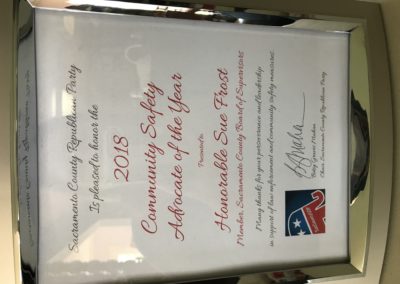 Sacramento County Republican Party
Is pleased to honor the
2018
Community Safety
Advocate of the Year
Presented to
Honorable Sue Frost
Member, Sacramento County Board of Supervisors
Many thanks for your perseverance and leadership
in support of law enforcement and community safety measures.
Chair, Sacramento County Republican Party